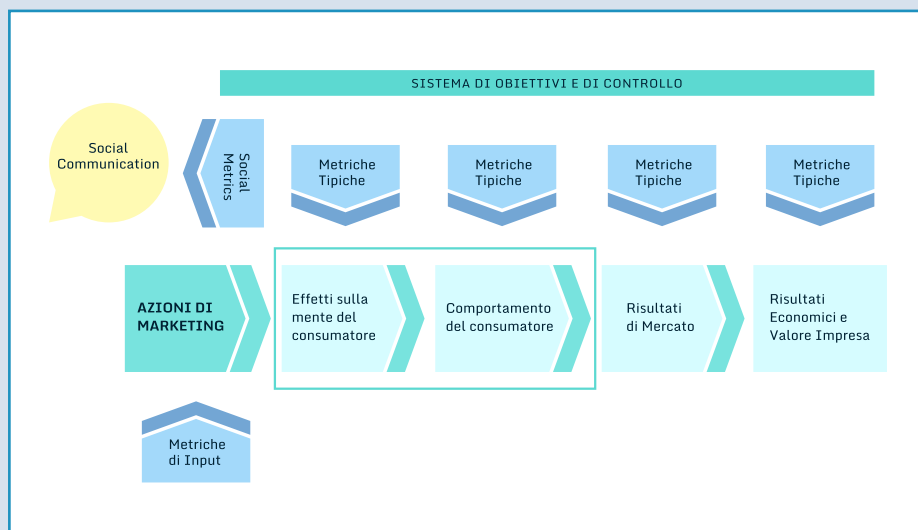 SISTEMA DI OBIETTIVI E DI CONTROLLO
Social
Communication
Social
Metrics
Metriche
Tipiche
Metriche
Tipiche
Metriche
Tipiche
Metriche
Tipiche
AZIONI DI
MARKETING
Effetti sulla
mente del
consumatore
Comportamento
del consumatore
Risultati
di Mercato
Risultati
Economici e
Valore Impresa
Metriche
di Input